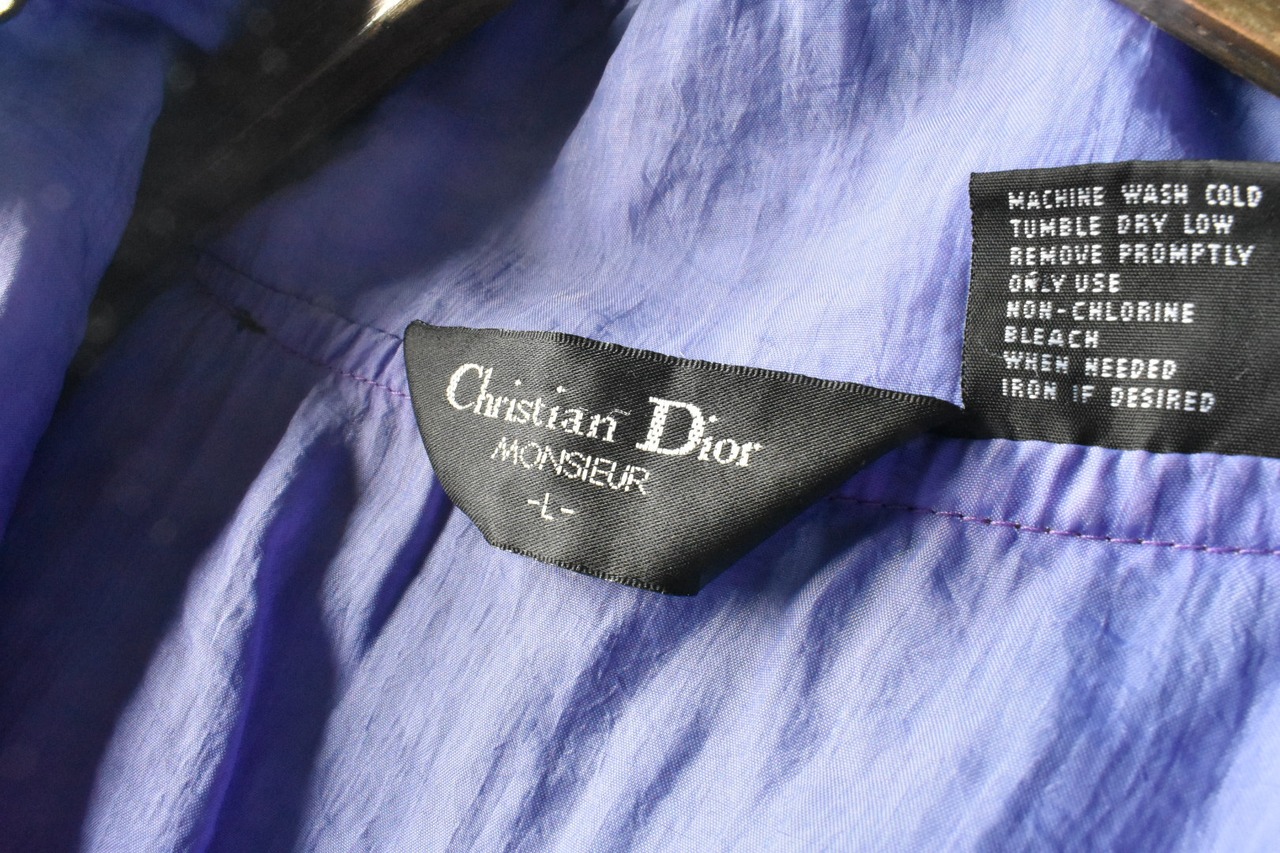 Christian Dior
MONSIEUR
-L-
MACHINE WASH COLD
TUMBLE DRY LOW
REMOVE PROMPTLY
ONLY USE
NON-CHLORINE
BLEACH
WHEN NEEDED
IRON IF DESIRED